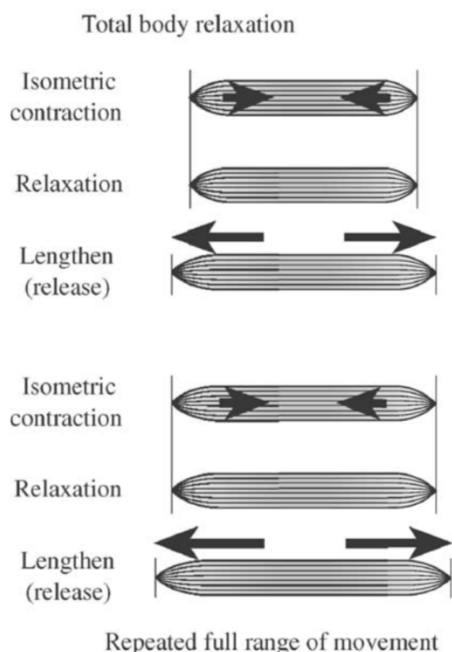 Total body relaxation
Isometric
contraction
Relaxation
Lengthen
(release)
Isometric
contraction
Relaxation
Lengthen
(release)
Repeated full range of movement